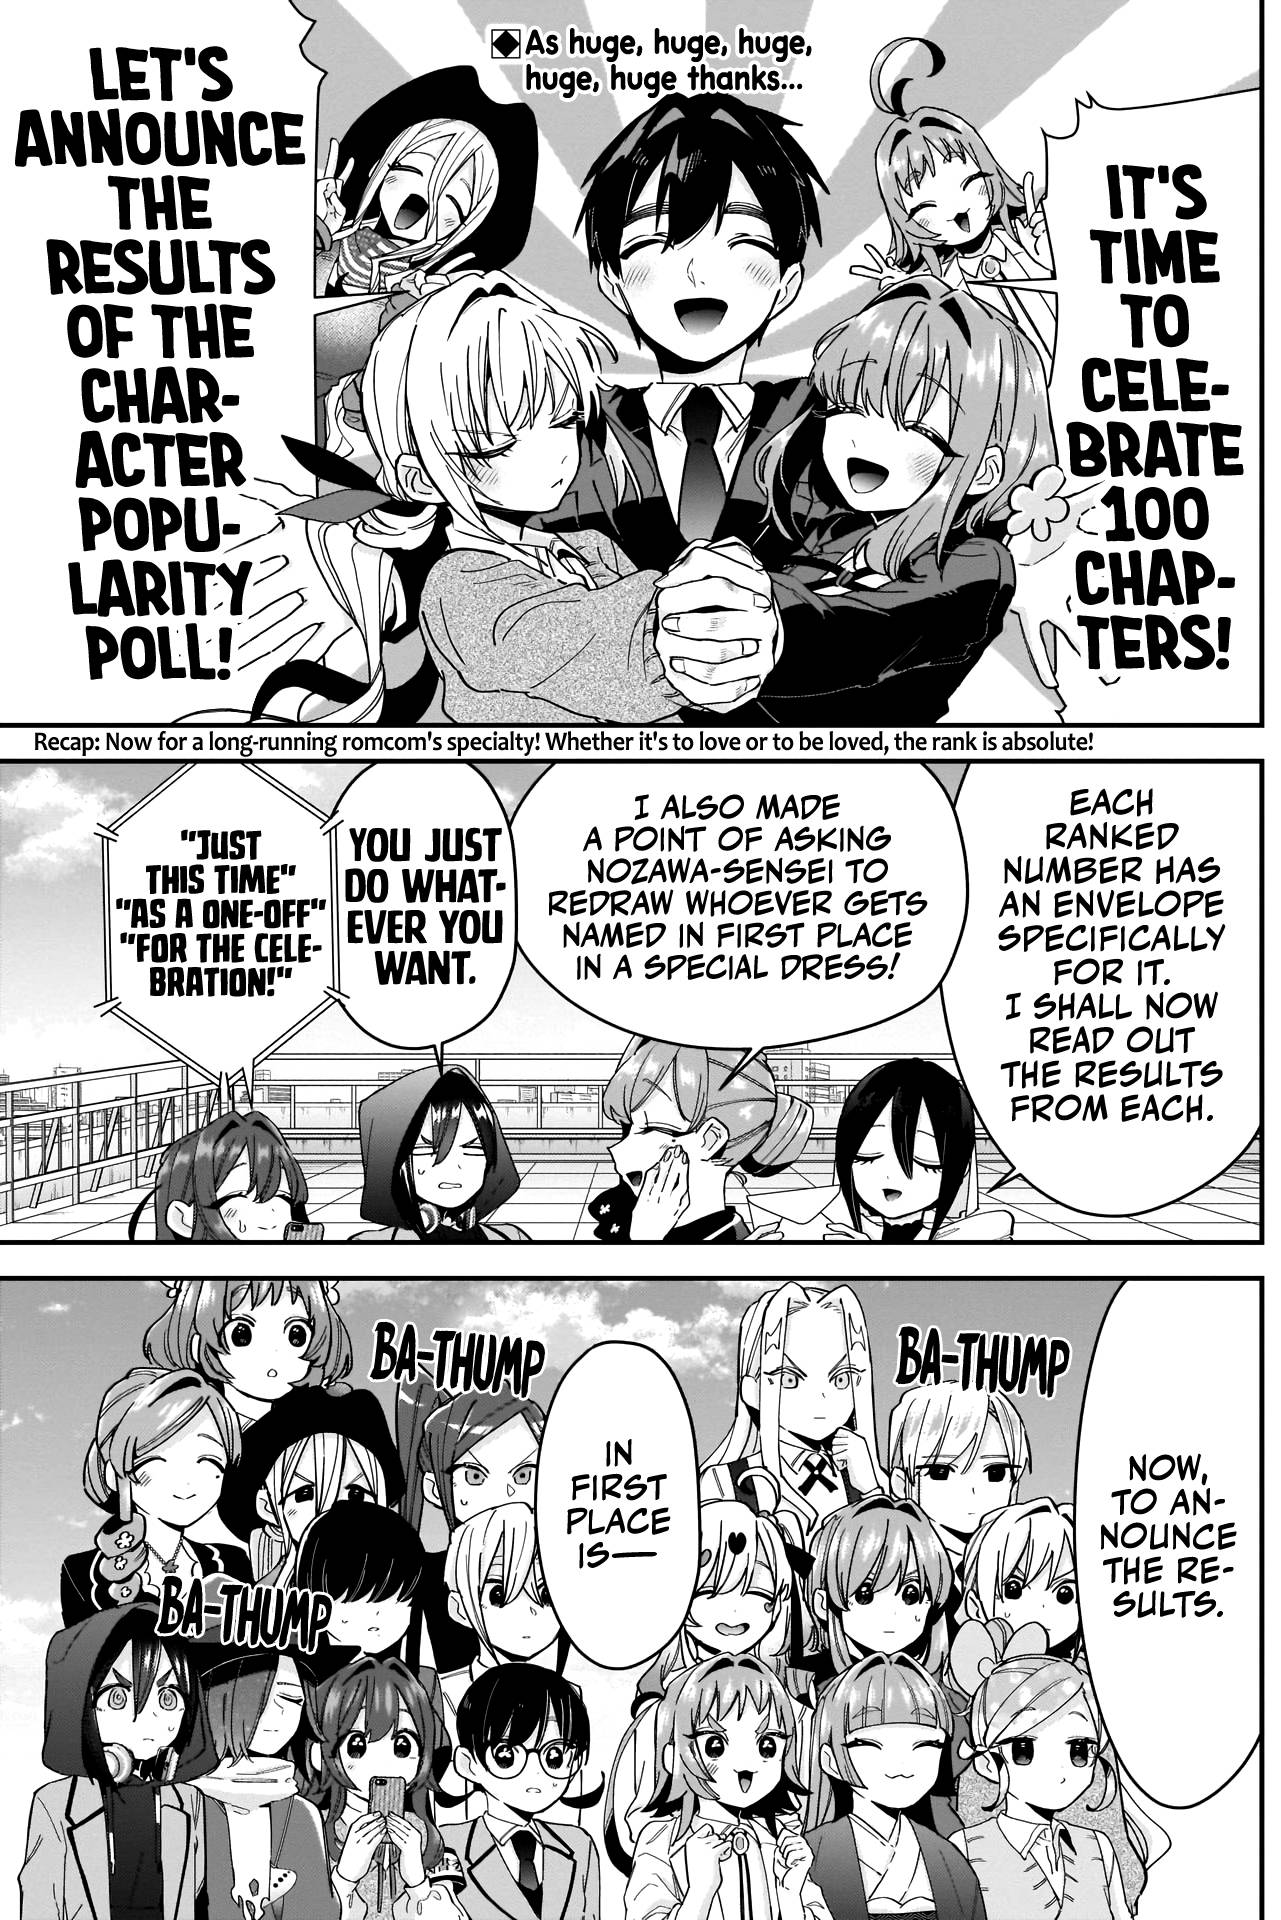 ◆As huge, huge, huge,
huge, huge thanks...
IT'S
TIME
TO
CELE-
BRATE
100
CHAP-
TERS!
LET'S
ANNOUNCE
THE
RESULTS
OF THE
CHAR-
ACTER
POPU-
LARITY
POLL!
Recap: Now for a long-running romcom's specialty! Whether it's to love or to be loved, the rank is absolute!
EACH
RANKED
NUMBER HAS
AN ENVELOPE
SPECIFICALLY
FOR IT.
I SHALL NOW
READ OUT
THE RESULTS
FROM EACH.
I ALSO MADE
A POINT OF ASKING
NOZAWA-SENSEI TO
REDRAW WHOEVER GETS
NAMED IN FIRST PLACE
IN A SPECIAL DRESS!
YOU JUST
DO WHAT-
EVER YOU
WANT.
"JUST
THIS TIME"
"AS A ONE-OFF"
"FOR THE CELE-
BRATION!"
NOW,
TO AN-
NOUNCE
THE RE-
SULTS.
BA-THUMP
IN
FIRST
PLACE
IS—
BA-THUMP
BA-THUMP